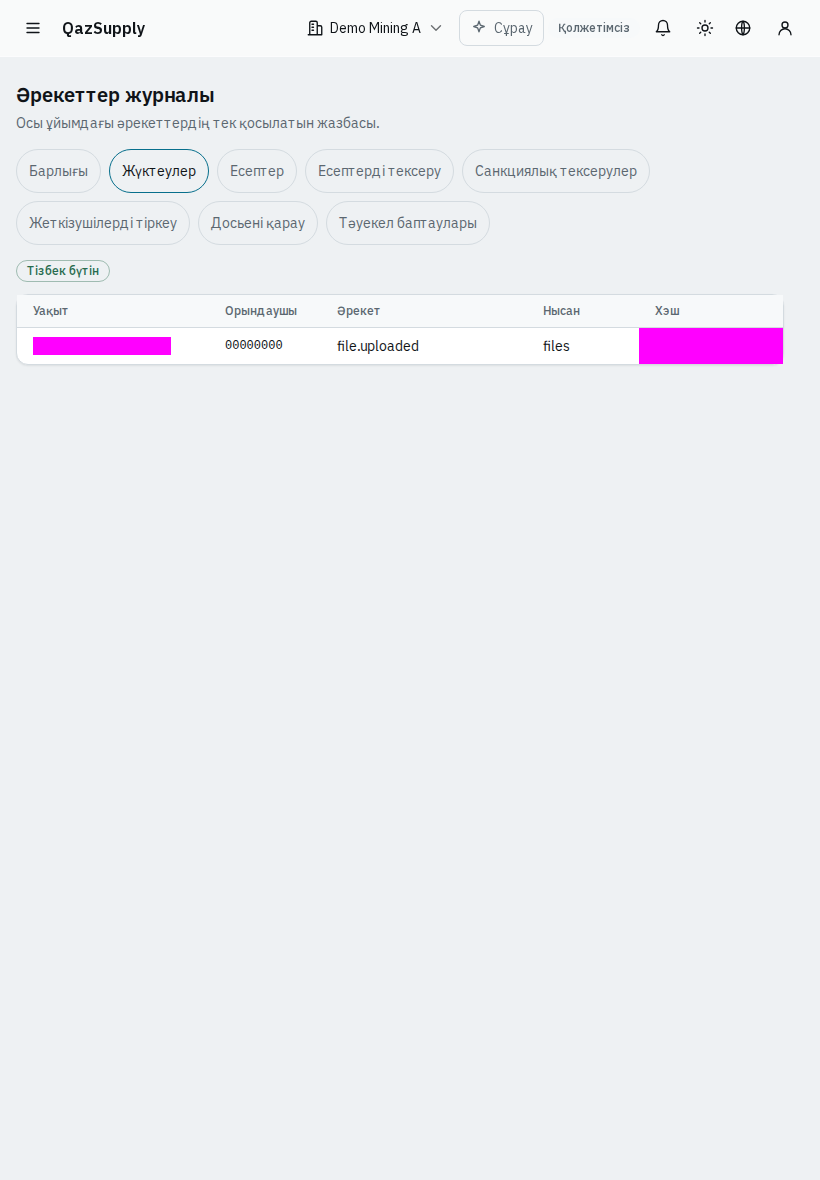 QazSupply Demo Mining A Сұрау Қолжетімсіз
Әрекеттер журналы
Осы ұйымдағы әрекеттердің тек қосылатын жазбасы.
Барлығы Жүктеулер Есептер Есептерді тексеру Санкциялық тексерулер
Жеткізушілерді тіркеу Досьені қарау Тәуекел баптаулары
Тізбек бүтін
Уақыт Орындаушы Әрекет Нысан Хэш
00000000 file.uploaded files